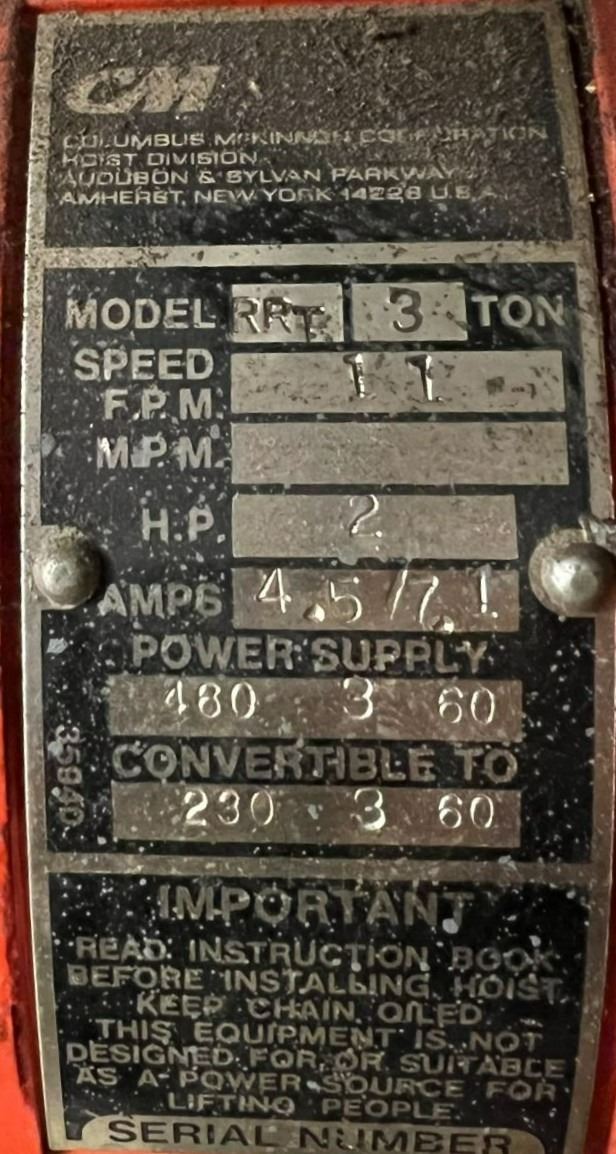 CM
COLUMBUS McKINNON CORPORATION
HOIST DIVISION
AUDUBON & SYLVAN PARKWAY
AMHERST, NEW YORK 14228 U.S.A.
MODEL RRT 3 TON
SPEED
F.P.M. 11
M.P.M.
H.P. 2
AMPS 4.5/7.1
POWER SUPPLY
460 3 60
CONVERTIBLE TO
230 3 60
35940
IMPORTANT
READ INSTRUCTION BOOK
BEFORE INSTALLING HOIST
KEEP CHAIN OILED
THIS EQUIPMENT IS NOT
DESIGNED FOR OR SUITABLE
AS A POWER SOURCE FOR
LIFTING PEOPLE
SERIAL NUMBER